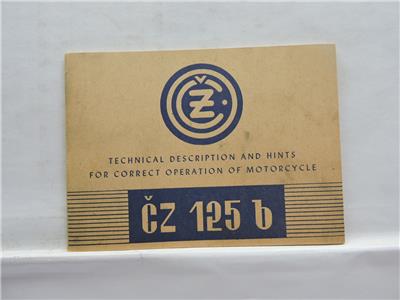 ČZ
TECHNICAL DESCRIPTION AND HINTS
FOR CORRECT OPERATION OF MOTORCYCLE
ČZ 125 b